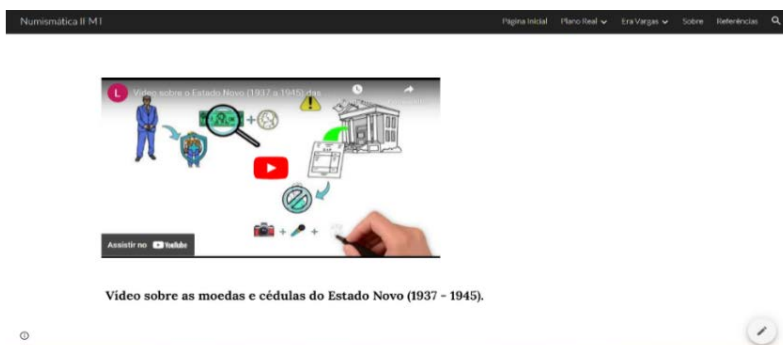 Numismática II M1
Página Inicial Plano Real Era Vargas Sobre Referências
L Vídeo sobre o Estado Novo (1937 a 1945) das
Assistir no YouTube
Vídeo sobre as moedas e cédulas do Estado Novo (1937 - 1945).